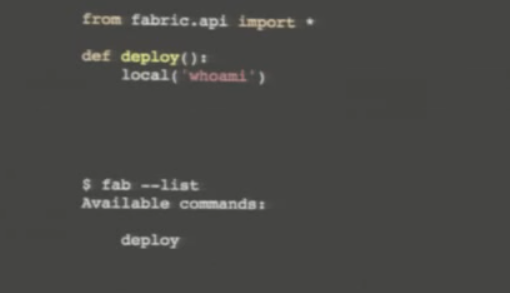 from fabric.api import *
def deploy():
    local('whoami')
$ fab --list
Available commands:
    deploy